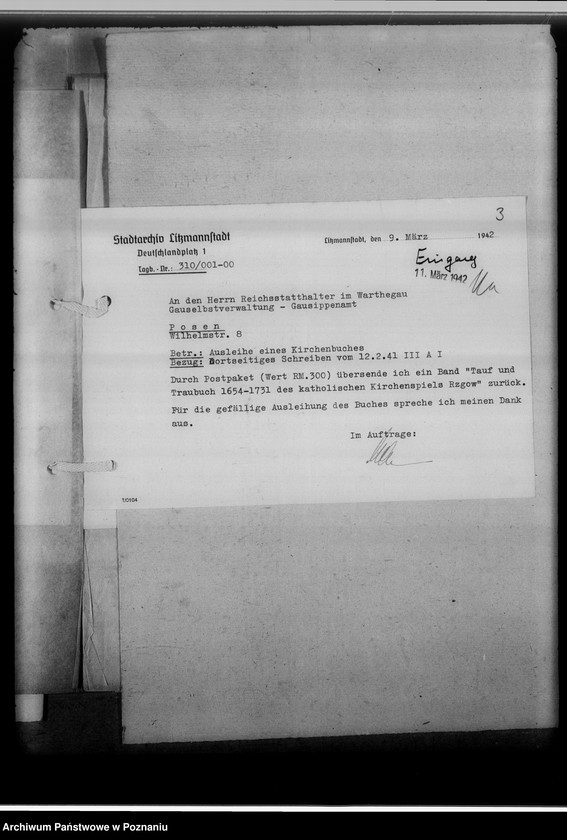 3
Stadtarchiv Litzmannstadt
Deutschlandplatz 1
Tagb.-Nr.: 310/001-00
Litzmannstadt, den 9. März 1942
Eingang
11. März 1942
An den Herrn Reichsstatthalter im Warthegau
Gauselbstverwaltung - Gausippenamt
P o s e n
Wilhelmstr. 8
Betr.: Ausleihe eines Kirchenbuches
Bezug: Dortseitiges Schreiben vom 12.2.41 III A I
Durch Postpaket (Wert RM.300) übersende ich ein Band "Tauf und
Traubuch 1654-1731 des katholischen Kirchenspiels Rzgow" zurück.
Für die gefällige Ausleihung des Buches spreche ich meinen Dank
aus.
Im Auftrage:
T/0104
Archiwum Państwowe w Poznaniu